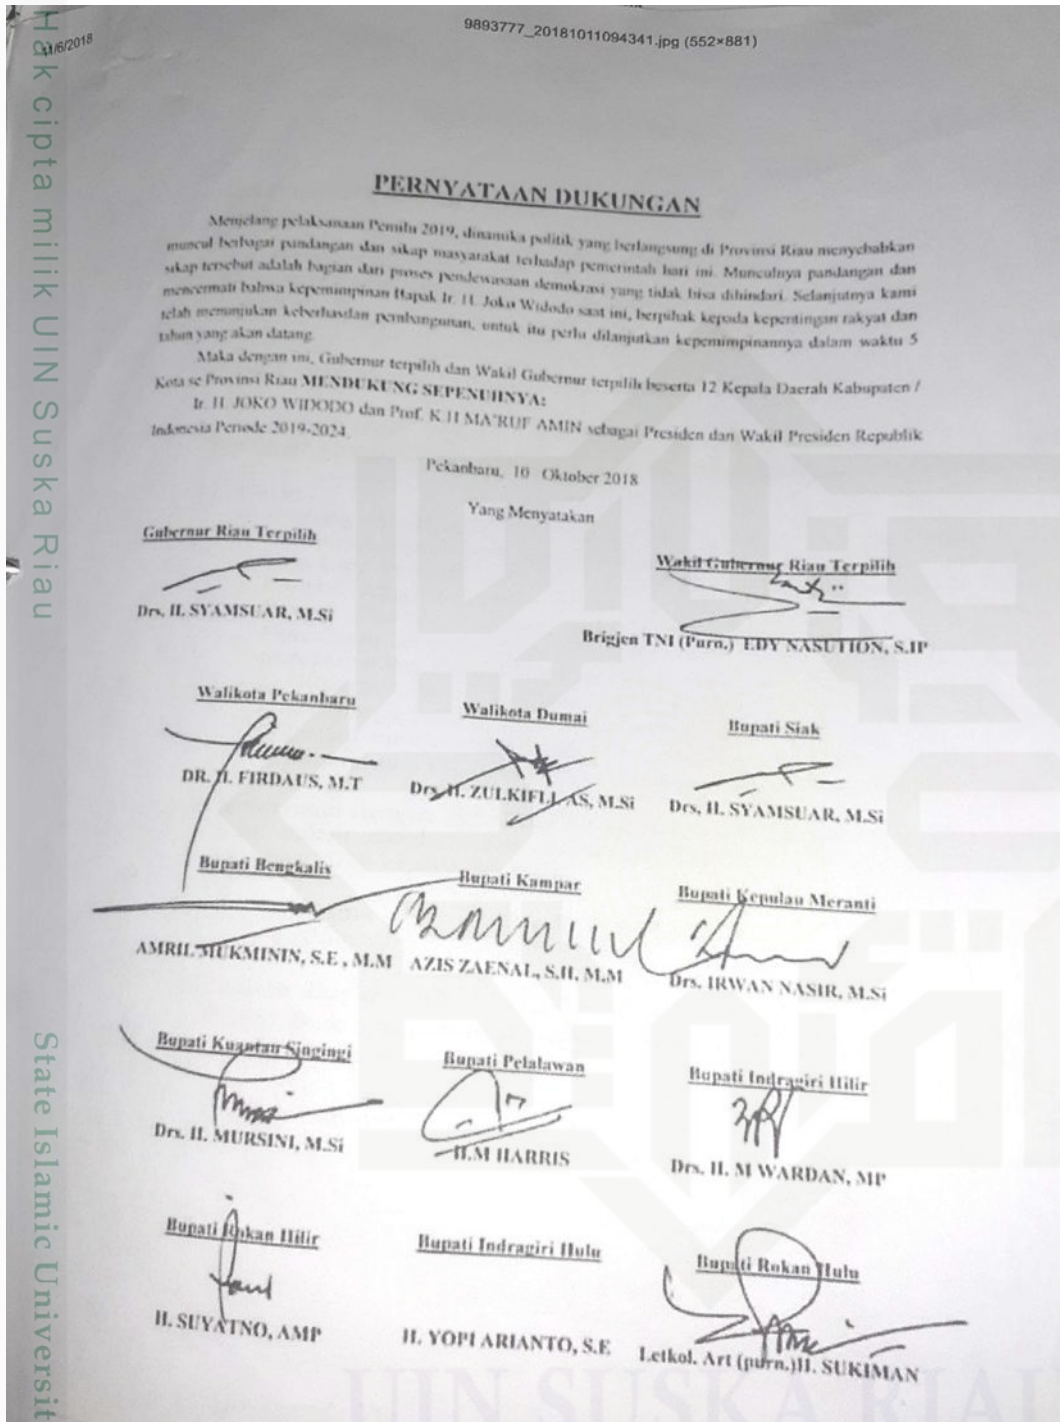 11/6/2018
9893777_20181011094341.jpg (552×881)
PERNYATAAN DUKUNGAN
Menjelang pelaksanaan Pemilu 2019, dinamika politik yang berlangsung di Provinsi Riau menyebabkan
muncul berbagai pandangan dan sikap masyarakat terhadap pemerintah hari ini. Munculnya pandangan dan
sikap tersebut adalah bagian dari proses pendewasaan demokrasi yang tidak bisa dihindari. Selanjutnya kami
mencermati bahwa kepemimpinan Bapak Ir. H. Joko Widodo saat ini, berpihak kepada kepentingan rakyat dan
telah menunjukan keberhasilan pembangunan, untuk itu perlu dilanjutkan kepemimpinannya dalam waktu 5
tahun yang akan datang.
Maka dengan ini, Gubernur terpilih dan Wakil Gubernur terpilih beserta 12 Kepala Daerah Kabupaten /
Kota se Provinsi Riau MENDUKUNG SEPENUHNYA:
Ir. H. JOKO WIDODO dan Prof. K.H MA'RUF AMIN sebagai Presiden dan Wakil Presiden Republik
Indonesia Periode 2019-2024.
Pekanbaru, 10 Oktober 2018
Yang Menyatakan
Gubernur Riau Terpilih
Wakil Gubernur Riau Terpilih
Drs. H. SYAMSUAR, M.Si
Brigjen TNI (Purn.) EDY NASUTION, S.IP
Walikota Pekanbaru
Walikota Dumai
Bupati Siak
DR. H. FIRDAUS, M.T
Drs. H. ZULKIFLI AS, M.Si
Drs. H. SYAMSUAR, M.Si
Bupati Bengkalis
Bupati Kampar
Bupati Kepulau Meranti
AMRIL MUKMININ, S.E , M.M
AZIS ZAENAL, S.H, M.M
Drs. IRWAN NASIR, M.Si
Bupati Kuantan Singingi
Bupati Pelalawan
Bupati Indragiri Hilir
Drs. H. MURSINI, M.Si
H.M HARRIS
Drs. H. M WARDAN, MP
Bupati Rokan Hilir
Bupati Indragiri Hulu
Bupati Rokan Hulu
H. SUYATNO, AMP
H. YOPI ARIANTO, S.E
Letkol. Art (purn.)H. SUKIMAN
Hak cipta milik UIN Suska Riau
State Islamic Universit
UIN SUSKA RIAU